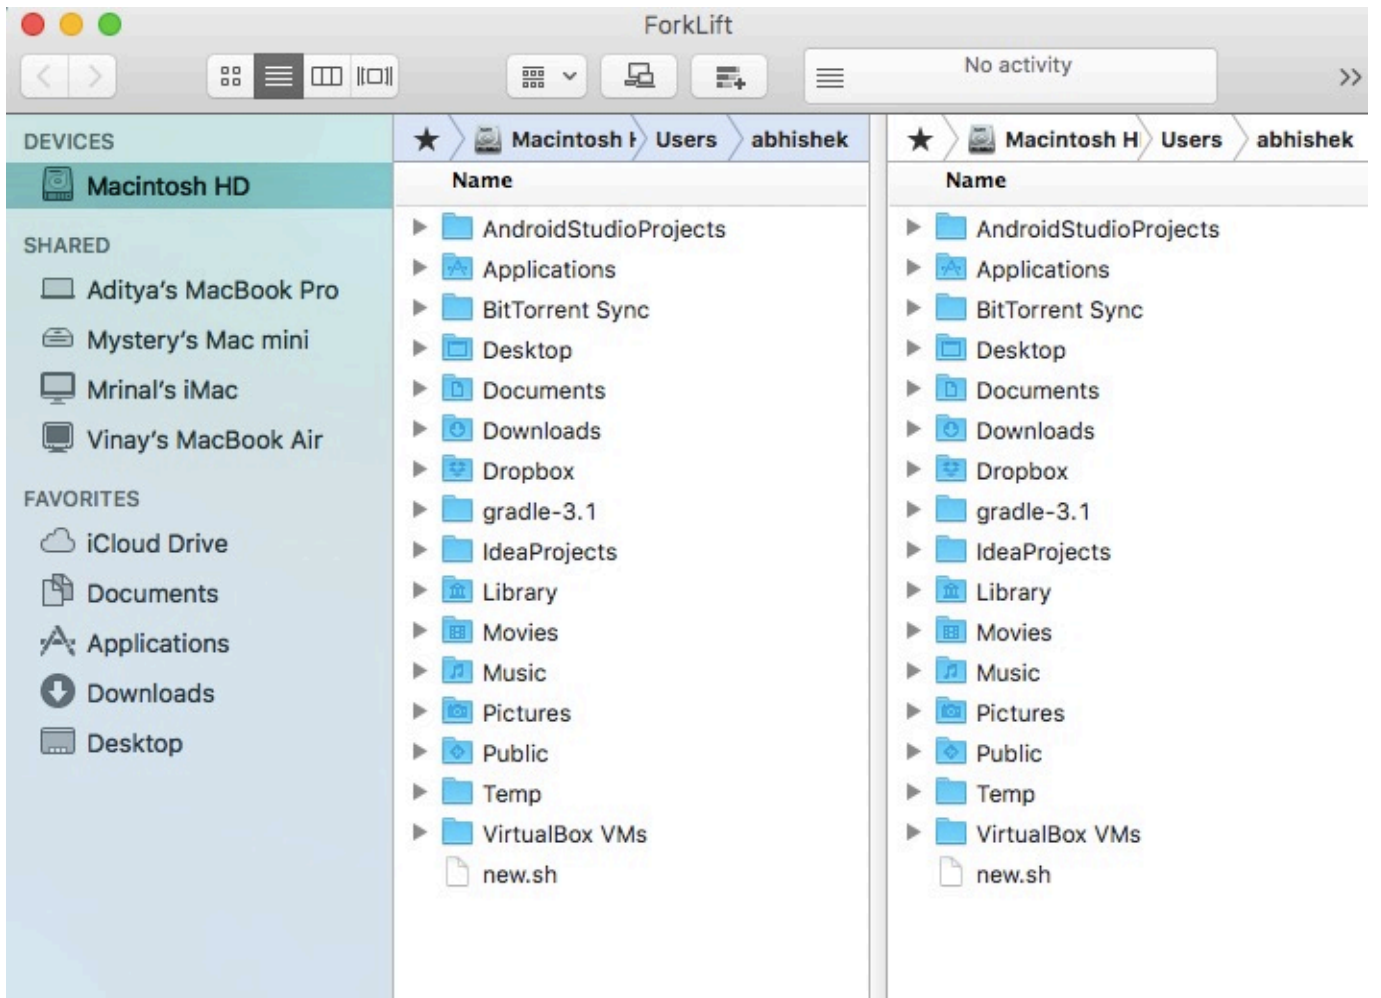 ForkLift
No activity
DEVICES
Macintosh HD
SHARED
Aditya's MacBook Pro
Mystery's Mac mini
Mrinal's iMac
Vinay's MacBook Air
FAVORITES
iCloud Drive
Documents
Applications
Downloads
Desktop
Macintosh H Users abhishek
Name
AndroidStudioProjects
Applications
BitTorrent Sync
Desktop
Documents
Downloads
Dropbox
gradle-3.1
IdeaProjects
Library
Movies
Music
Pictures
Public
Temp
VirtualBox VMs
new.sh
Macintosh H Users abhishek
Name
AndroidStudioProjects
Applications
BitTorrent Sync
Desktop
Documents
Downloads
Dropbox
gradle-3.1
IdeaProjects
Library
Movies
Music
Pictures
Public
Temp
VirtualBox VMs
new.sh